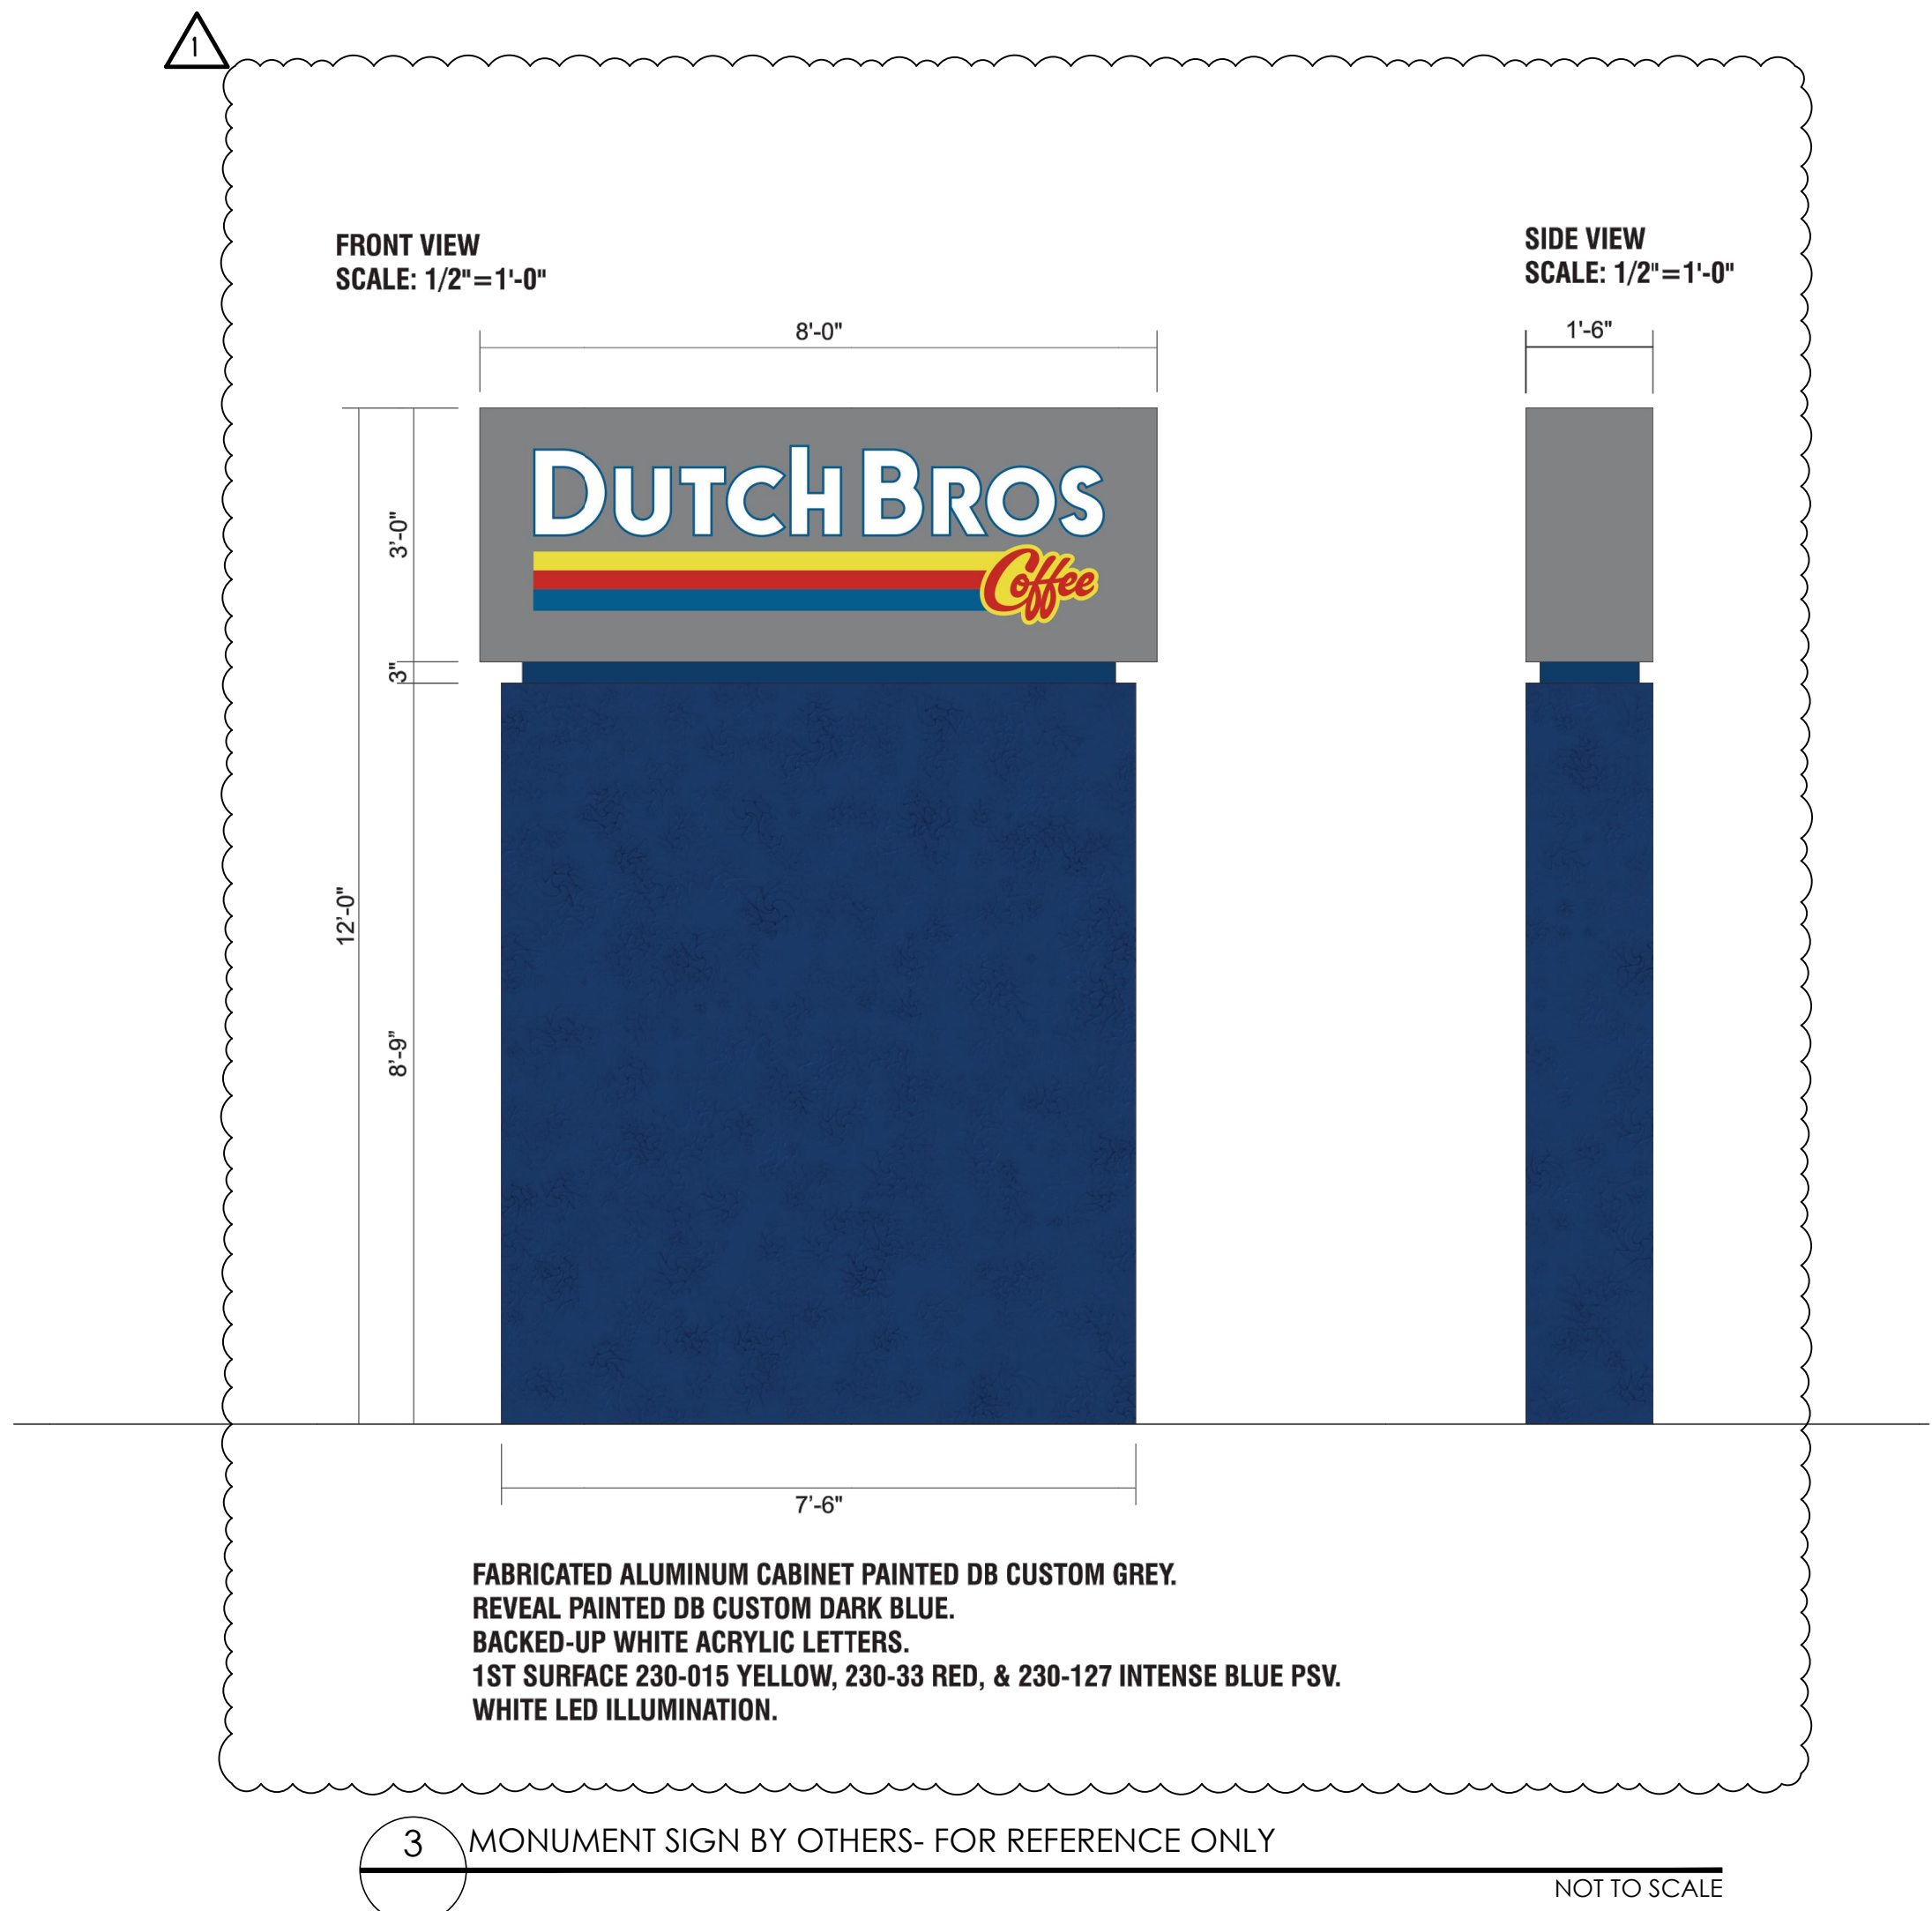 1
FRONT VIEW
SCALE: 1/2"=1'-0"
SIDE VIEW
SCALE: 1/2"=1'-0"
8'-0"
1'-6"
DUTCH BROS
Coffee
3'-0"
3"
12'-0"
8'-9"
7'-6"
FABRICATED ALUMINUM CABINET PAINTED DB CUSTOM GREY.
REVEAL PAINTED DB CUSTOM DARK BLUE.
BACKED-UP WHITE ACRYLIC LETTERS.
1ST SURFACE 230-015 YELLOW, 230-33 RED, & 230-127 INTENSE BLUE PSV.
WHITE LED ILLUMINATION.
3 MONUMENT SIGN BY OTHERS- FOR REFERENCE ONLY
NOT TO SCALE